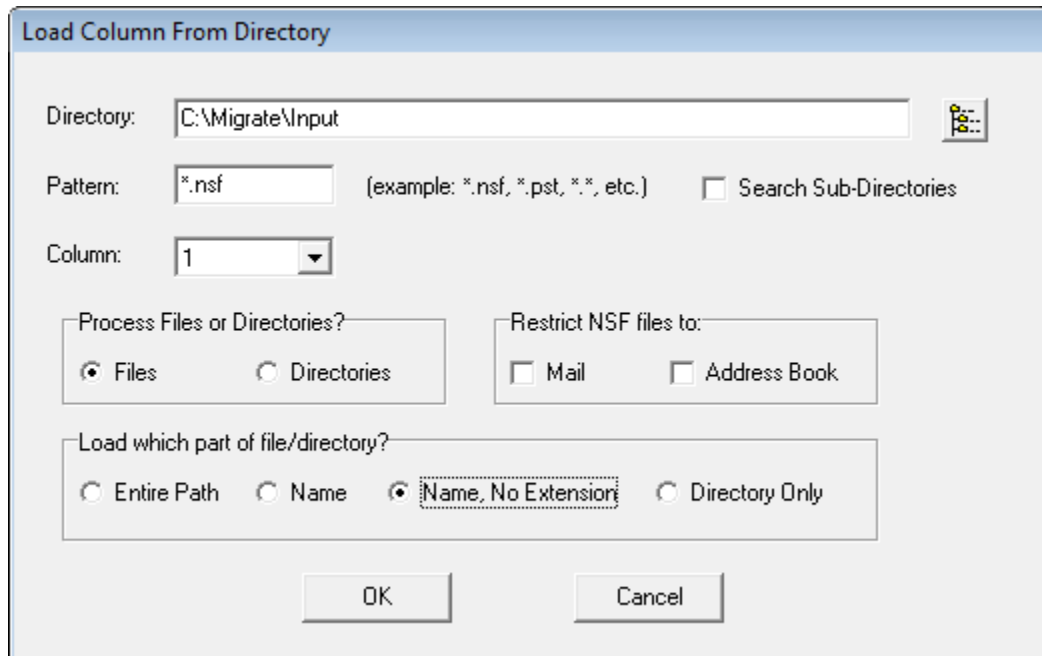 Load Column From Directory
Directory: C:\Migrate\Input
Pattern: *.nsf (example: *.nsf, *.pst, *.*, etc.) Search Sub-Directories
Column: 1
Process Files or Directories? Restrict NSF files to:
Files Directories Mail Address Book
Load which part of file/directory?
Entire Path Name Name, No Extension Directory Only
OK Cancel